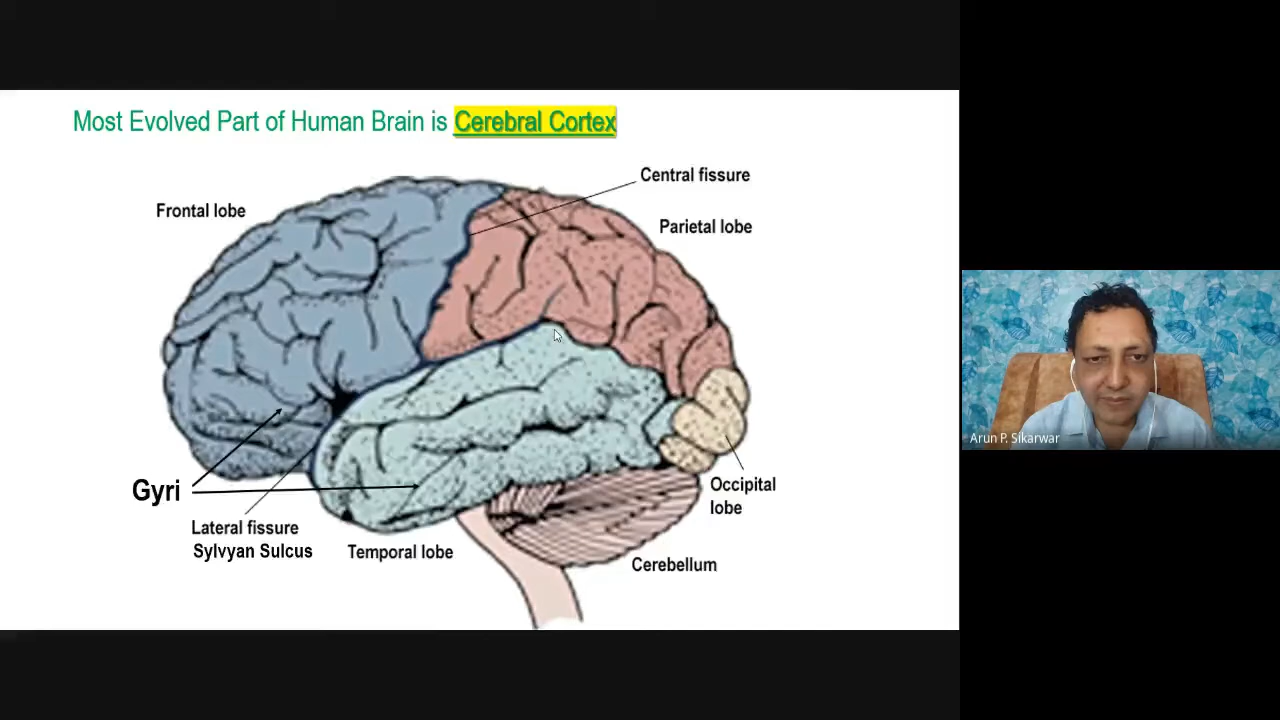 Most Evolved Part of Human Brain is Cerebral Cortex
Central fissure
Frontal lobe
Parietal lobe
Gyri
Lateral fissure
Sylvyan Sulcus
Temporal lobe
Occipital
lobe
Cerebellum
Arun P. Sikarwar